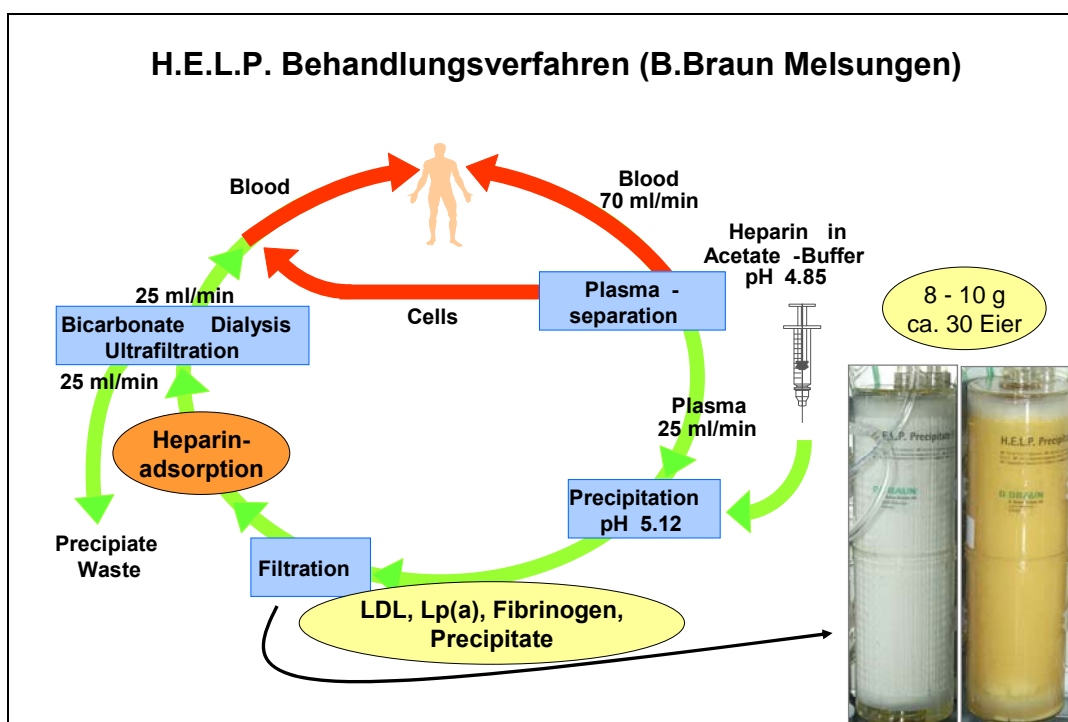 H.E.L.P. Behandlungsverfahren (B.Braun Melsungen)
Blood
Blood
70 ml/min
Heparin in
Acetate -Buffer
pH 4.85
25 ml/min
Bicarbonate Dialysis
Ultrafiltration
25 ml/min
Cells
Plasma -
separation
8 - 10 g
ca. 30 Eier
Plasma
25 ml/min
Heparin-
adsorption
Precipitation
pH 5.12
Precipiate
Waste
Filtration
LDL, Lp(a), Fibrinogen,
Precipitate
H.E.L.P. Precipitate
BRAUN
H.E.L.P. Precipita
B BRAUN